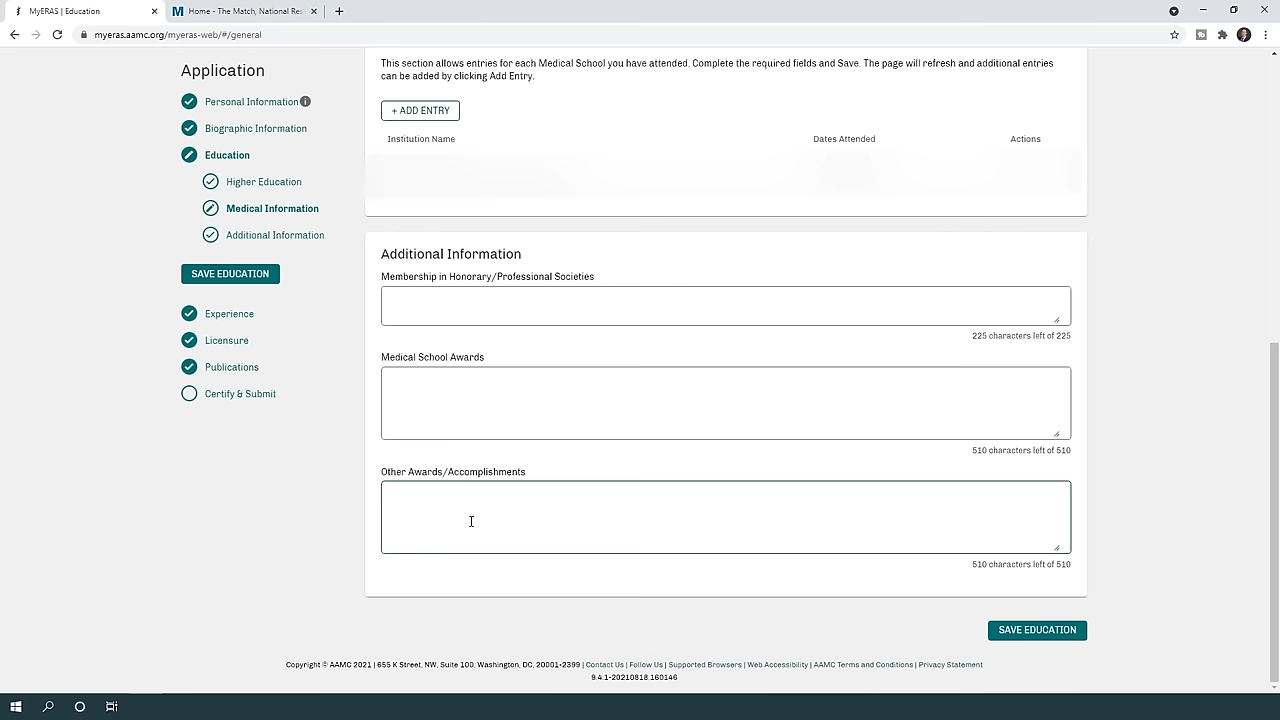 MyERAS | Education
Home - The Match, National Res
myeras.aamc.org/myeras-web/#/general
Application
Personal Information
Biographic Information
Education
Higher Education
Medical Information
Additional Information
SAVE EDUCATION
Experience
Licensure
Publications
Certify & Submit
This section allows entries for each Medical School you have attended. Complete the required fields and Save. The page will refresh and additional entries
can be added by clicking Add Entry.
+ ADD ENTRY
Institution Name Dates Attended Actions
Additional Information
Membership in Honorary/Professional Societies
225 characters left of 225
Medical School Awards
510 characters left of 510
Other Awards/Accomplishments
510 characters left of 510
SAVE EDUCATION
Copyright © AAMC 2021 | 655 K Street, NW, Suite 100, Washington, DC, 20001-2399 | Contact Us | Follow Us | Supported Browsers | Web Accessibility | AAMC Terms and Conditions | Privacy Statement
9.4.1-20210818.160146